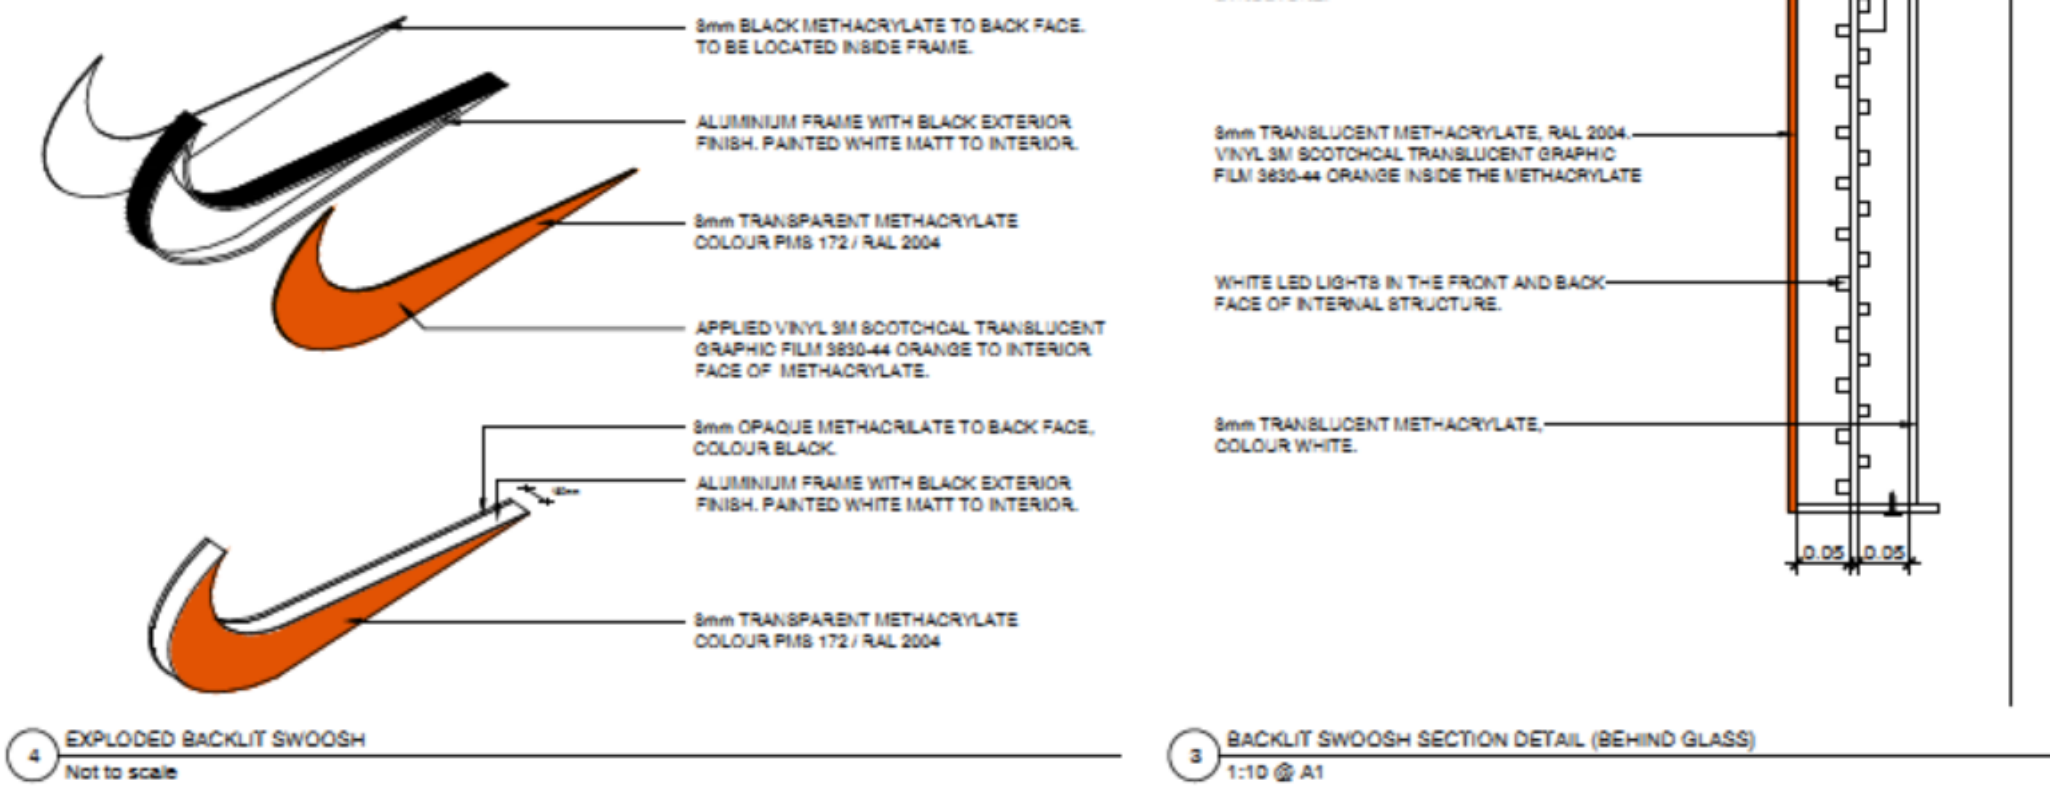 8mm BLACK METHACRYLATE TO BACK FACE.
TO BE LOCATED INSIDE FRAME.
ALUMINIUM FRAME WITH BLACK EXTERIOR
FINISH. PAINTED WHITE MATT TO INTERIOR.
8mm TRANSPARENT METHACRYLATE
COLOUR PMS 172 / RAL 2004
APPLIED VINYL 3M SCOTCHCAL TRANSLUCENT
GRAPHIC FILM 3630-44 ORANGE TO INTERIOR
FACE OF METHACRYLATE.
8mm OPAQUE METHACRILATE TO BACK FACE,
COLOUR BLACK.
ALUMINIUM FRAME WITH BLACK EXTERIOR
FINISH. PAINTED WHITE MATT TO INTERIOR.
8mm TRANSPARENT METHACRYLATE
COLOUR PMS 172 / RAL 2004
4
EXPLODED BACKLIT SWOOSH
Not to scale
8mm TRANSLUCENT METHACRYLATE, RAL 2004.
VINYL 3M SCOTCHCAL TRANSLUCENT GRAPHIC
FILM 3630-44 ORANGE INSIDE THE METHACRYLATE
WHITE LED LIGHTS IN THE FRONT AND BACK
FACE OF INTERNAL STRUCTURE.
8mm TRANSLUCENT METHACRYLATE,
COLOUR WHITE.
0.05 0.05
3
BACKLIT SWOOSH SECTION DETAIL (BEHIND GLASS)
1:10 @ A1